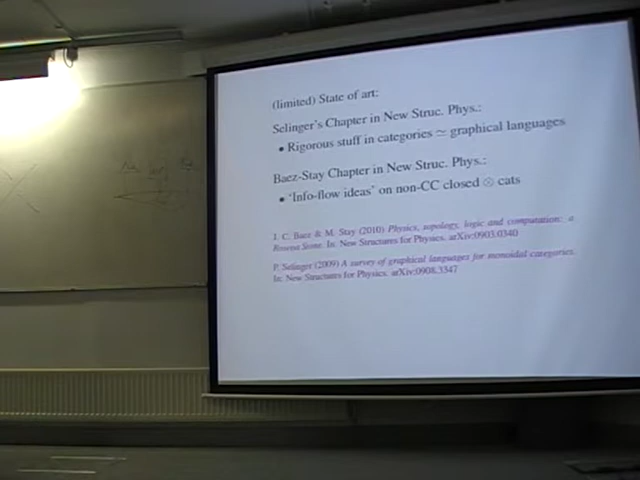 (limited) State of art:
Selinger's Chapter in New Struc. Phys.:
• Rigorous stuff in categories ≃ graphical languages
Baez-Stay Chapter in New Struc. Phys.:
• 'Info-flow ideas' on non-CC closed ⊗ cats
J. C. Baez & M. Stay (2010) Physics, topology, logic and computation: a
Rosetta Stone. In: New Structures for Physics. arXiv:0903.0340
P. Selinger (2009) A survey of graphical languages for monoidal categories.
In: New Structures for Physics. arXiv:0908.3347